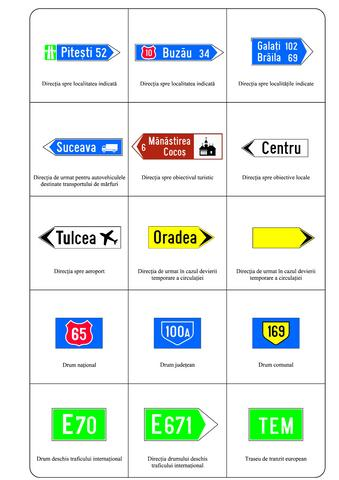 Pitești 52
10 Buzău 34
Galați 102
Brăila 69
Direcția spre localitatea indicată
Direcția spre localitatea indicată
Direcția spre localitățile indicate
Suceava
6 Mănăstirea
Cocoș
Centru
Direcția de urmat pentru autovehiculele
destinate transportului de mărfuri
Direcția spre obiectivul turistic
Direcția spre obiective locale
Tulcea
Oradea
Direcția spre aeroport
Direcția de urmat în cazul devierii
temporare a circulației
Direcția de urmat în cazul devierii
temporare a circulației
65
100A
169
Drum național
Drum județean
Drum comunal
E70
E671
TEM
Drum deschis traficului internațional
Direcția drumului deschis
traficului internațional
Traseu de tranzit european